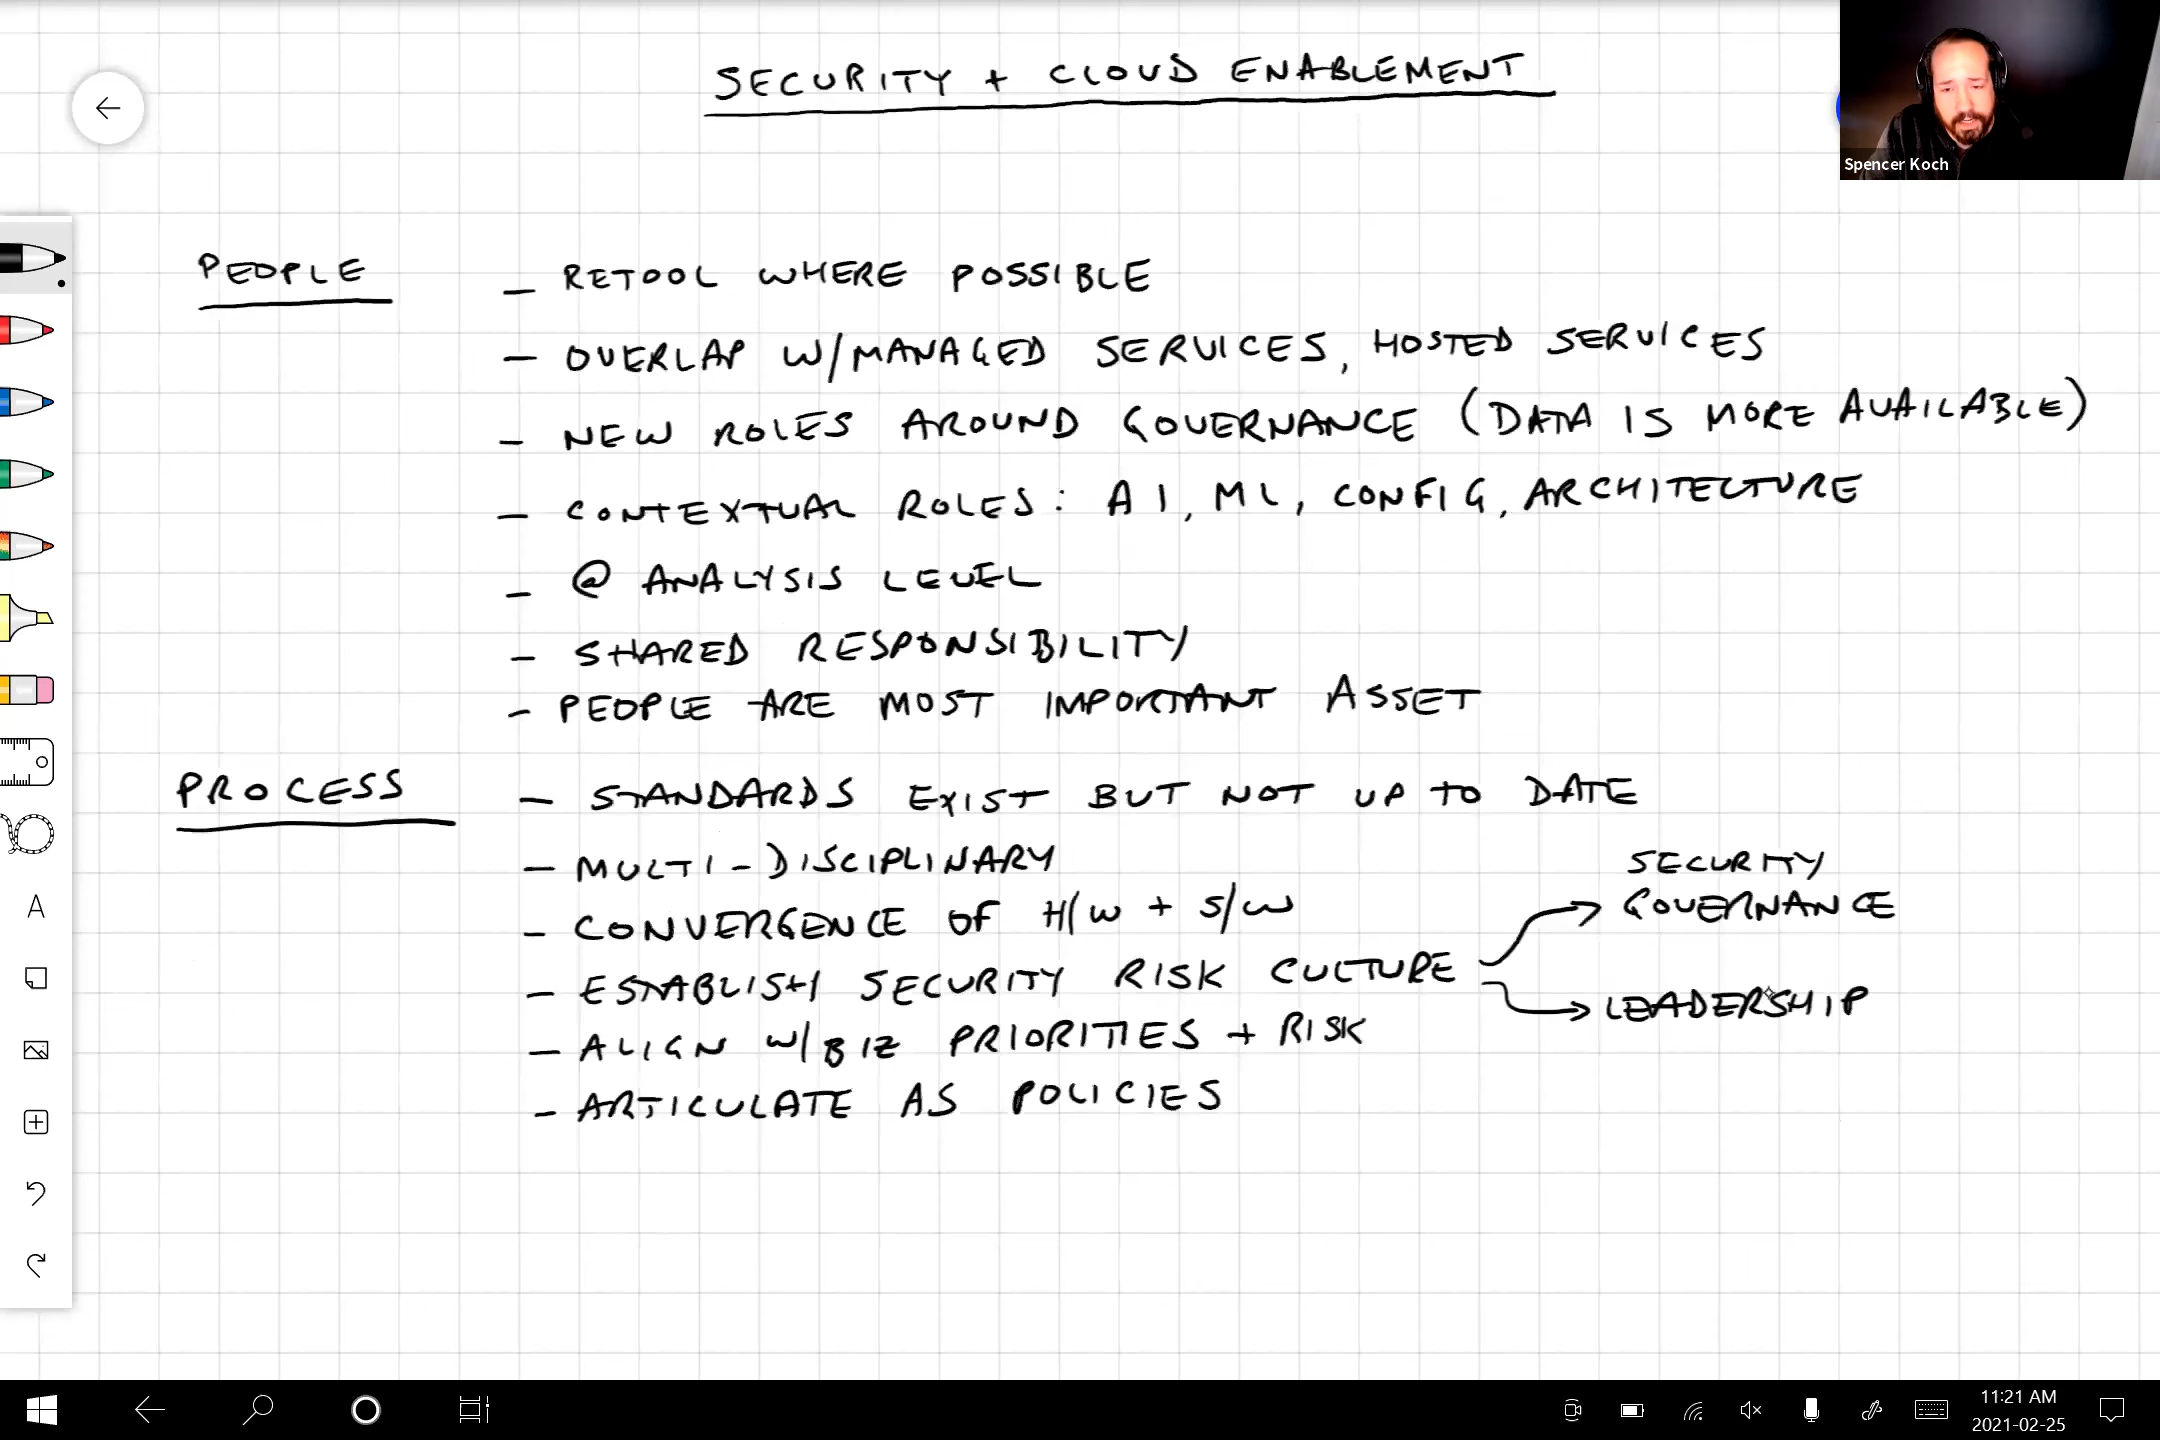 SECURITY + CLOUD ENABLEMENT
Spencer Koch
PEOPLE
- RETOOL WHERE POSSIBLE
- OVERLAP W/MANAGED SERVICES, HOSTED SERVICES
- NEW ROLES AROUND GOVERNANCE (DATA IS MORE AVAILABLE)
- CONTEXTUAL ROLES: AI, ML, CONFIG, ARCHITECTURE
- @ ANALYSIS LEVEL
- SHARED RESPONSIBILITY
- PEOPLE ARE MOST IMPORTANT ASSET
PROCESS
- STANDARDS EXIST BUT NOT UP TO DATE
- MULTI-DISCIPLINARY
- CONVERGENCE OF H/W + S/W
- ESTABLISH SECURITY RISK CULTURE
SECURITY
GOVERNANCE
LEADERSHIP
- ALIGN W/BIZ PRIORITIES + RISK
- ARTICULATE AS POLICIES
A
11:21 AM
2021-02-25